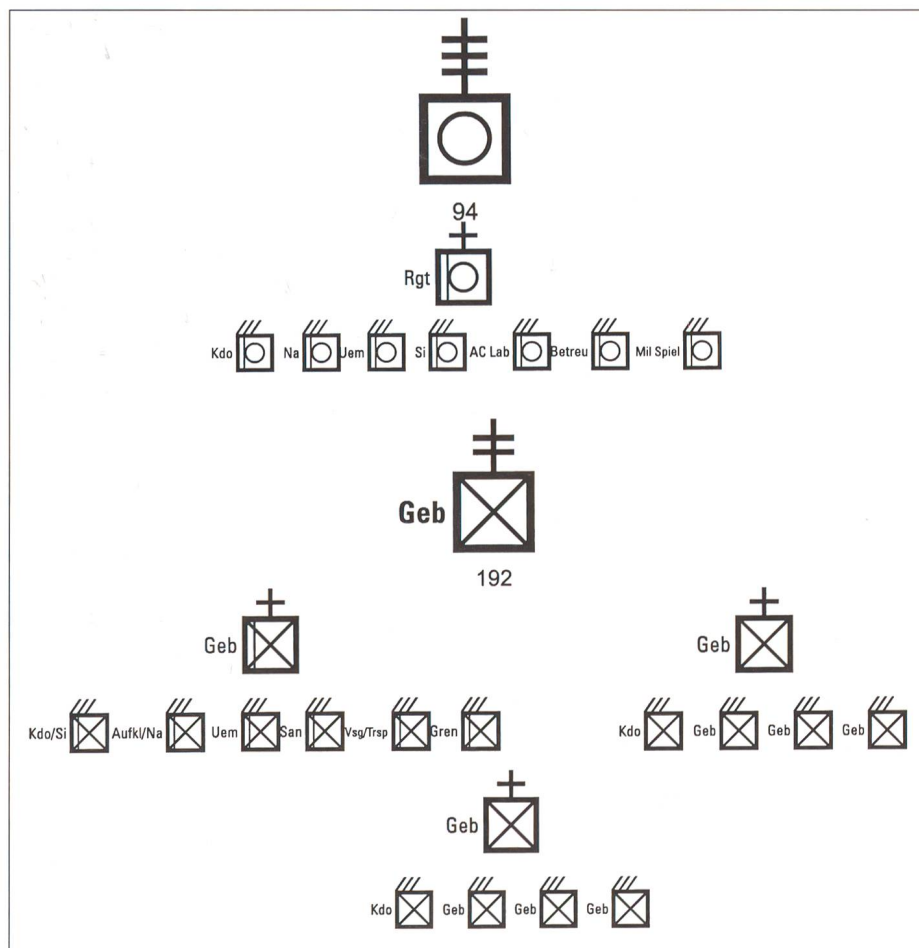 94
Rgt
Kdo Na Uem Si AC Lab Betreu Mil Spiel
Geb
192
Geb Geb
Kdo/Si Aufkl/Na Uem San Vsg/Trsp Gren Kdo Geb Geb Geb
Geb
Kdo Geb Geb Geb